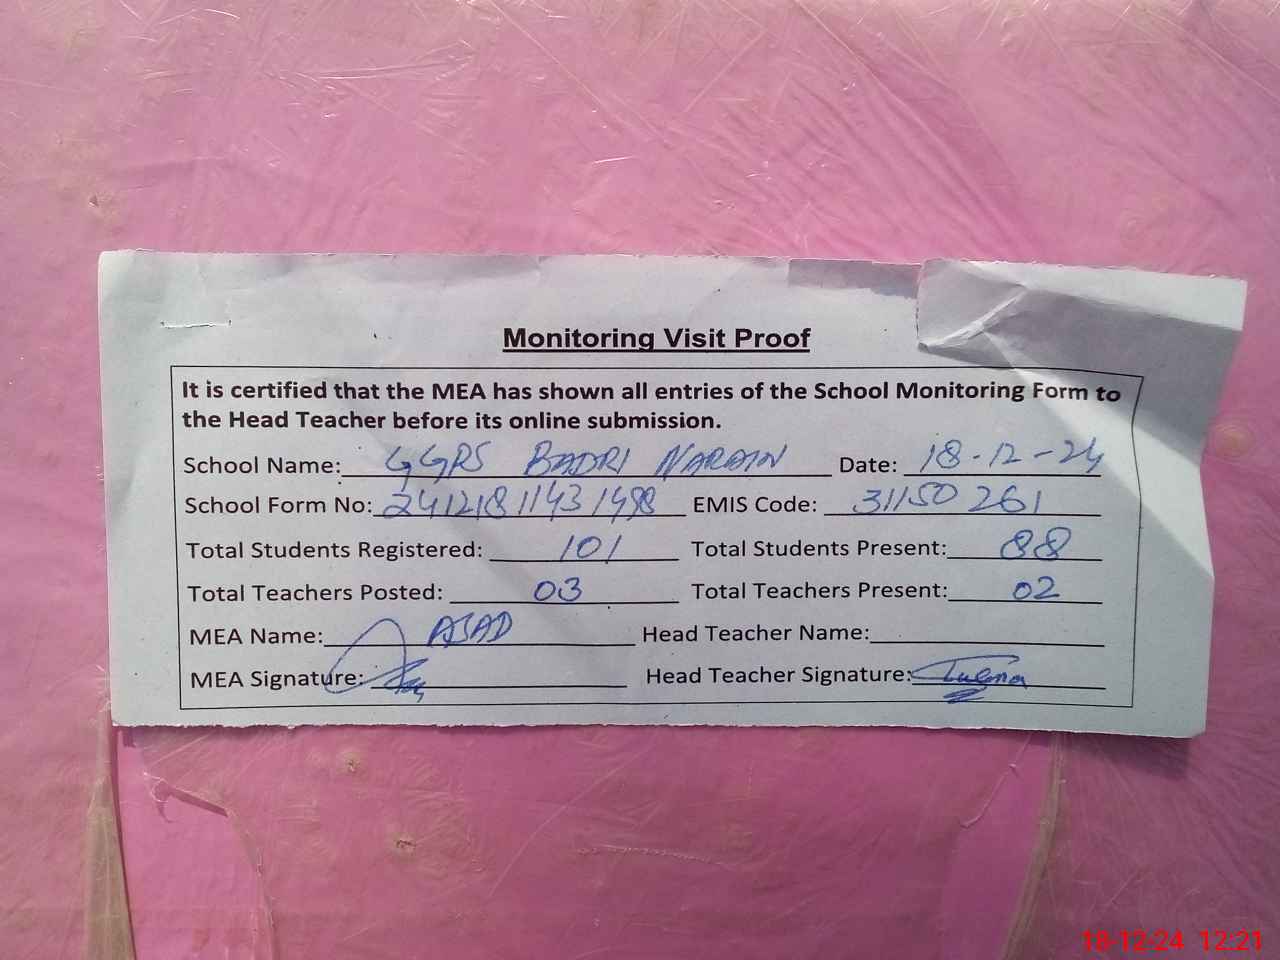 Monitoring Visit Proof
It is certified that the MEA has shown all entries of the School Monitoring Form to
the Head Teacher before its online submission.
School Name: GGPS BADRI NARAIN Date: 18-12-24
School Form No: 24121811431498 EMIS Code: 31150261
Total Students Registered: 101 Total Students Present: 88
Total Teachers Posted: 03 Total Teachers Present: 02
MEA Name: ASAD Head Teacher Name:
MEA Signature: Head Teacher Signature:
18-12-24 12:21